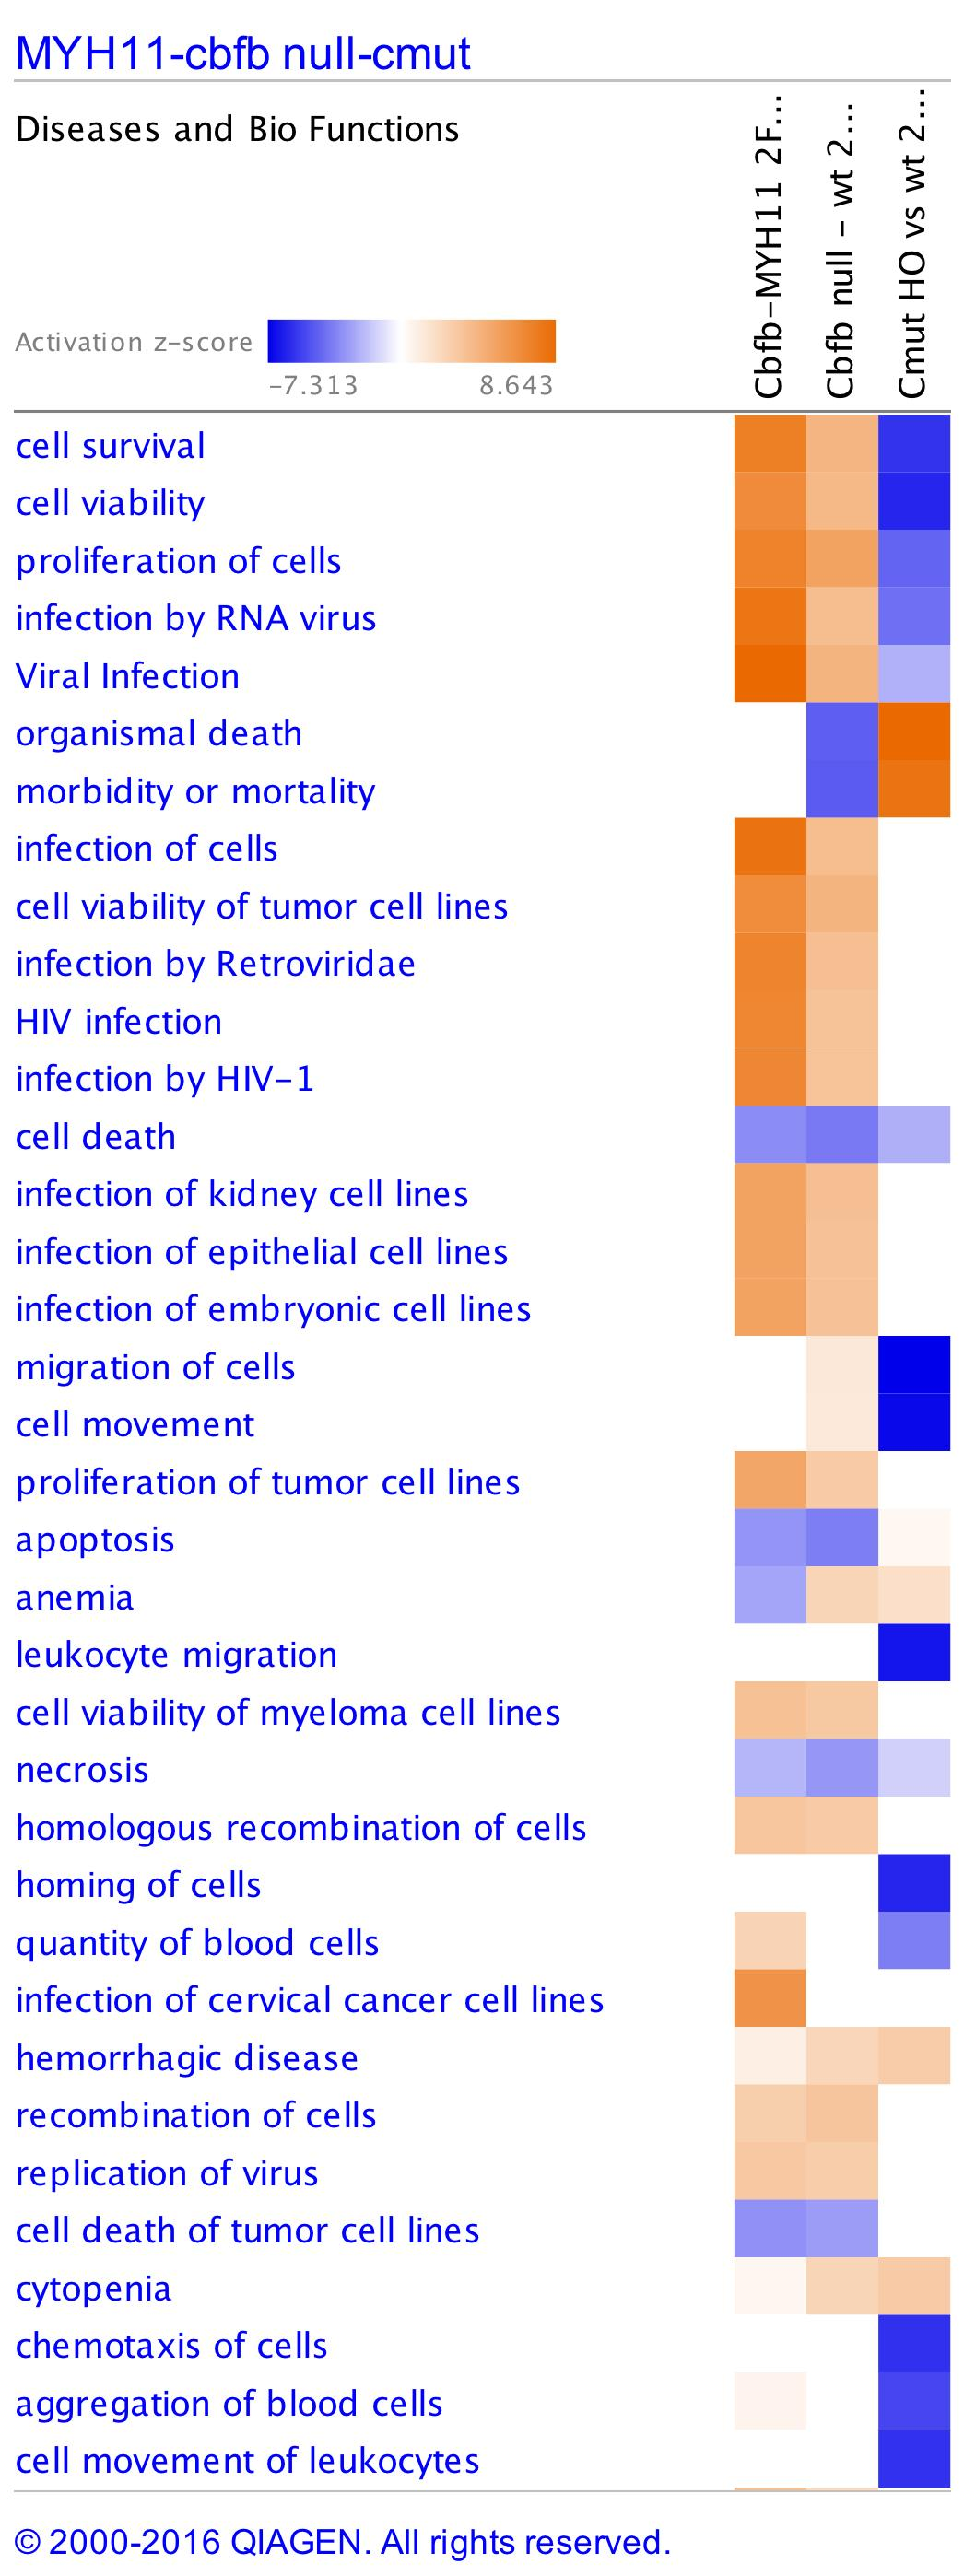 MYH11-cbfb null-cmut
Diseases and Bio Functions
Cbfb-MYH11 2F...
Cbfb null - wt 2...
Cmut HO vs wt 2...
Activation z-score
-7.313 8.643
cell survival
cell viability
proliferation of cells
infection by RNA virus
Viral Infection
organismal death
morbidity or mortality
infection of cells
cell viability of tumor cell lines
infection by Retroviridae
HIV infection
infection by HIV-1
cell death
infection of kidney cell lines
infection of epithelial cell lines
infection of embryonic cell lines
migration of cells
cell movement
proliferation of tumor cell lines
apoptosis
anemia
leukocyte migration
cell viability of myeloma cell lines
necrosis
homologous recombination of cells
homing of cells
quantity of blood cells
infection of cervical cancer cell lines
hemorrhagic disease
recombination of cells
replication of virus
cell death of tumor cell lines
cytopenia
chemotaxis of cells
aggregation of blood cells
cell movement of leukocytes
© 2000-2016 QIAGEN. All rights reserved.